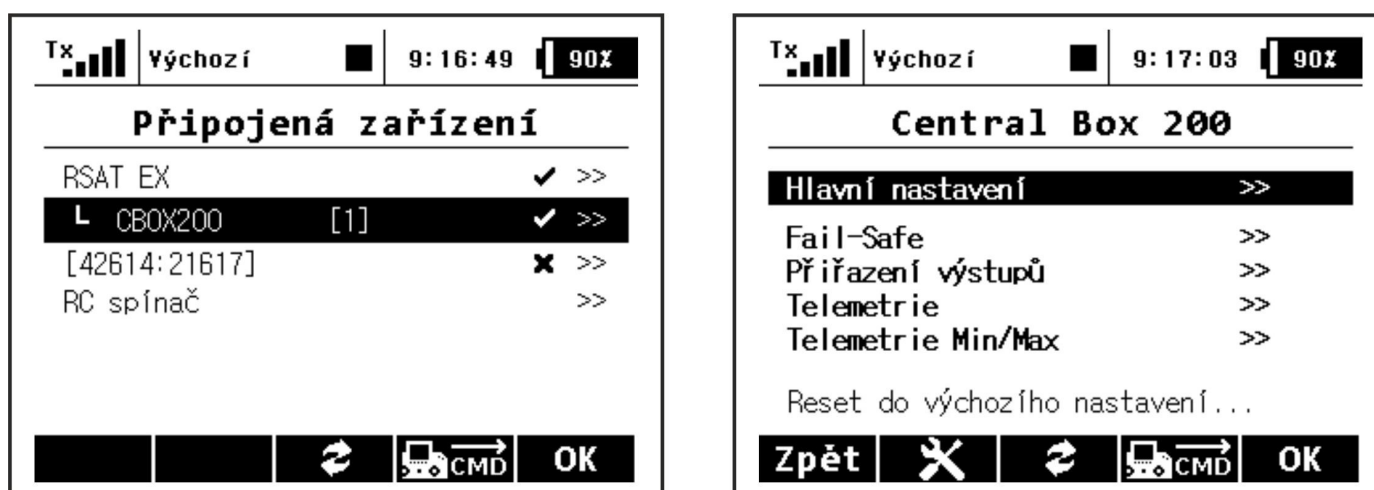 Tx Výchozí 9:16:49 90%
Připojená zařízení
RSAT EX >>
CBOX200 [1] >>
[42614:21617] >>
RC spínač >>
CMD OK
Tx Výchozí 9:17:03 90%
Central Box 200
Hlavní nastavení >>
Fail-Safe >>
Přiřazení výstupů >>
Telemetrie >>
Telemetrie Min/Max >>
Reset do výchozího nastavení...
Zpět CMD OK